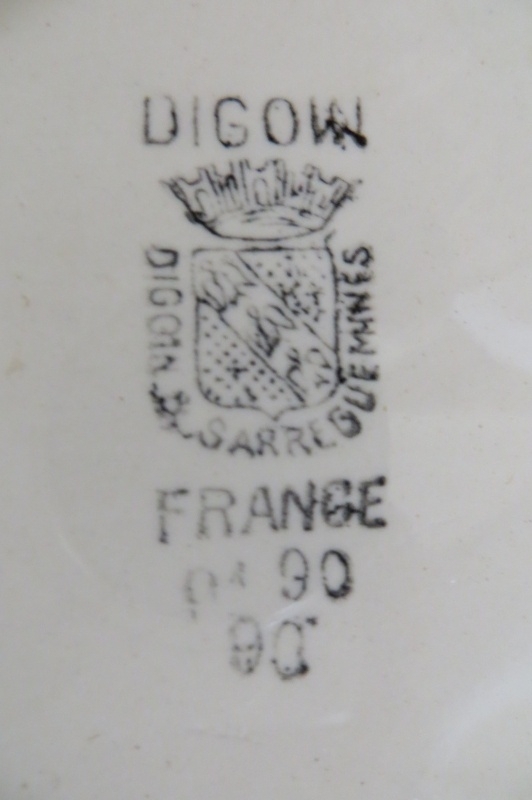 DIGOIN
DIGOIN & SARREGUEMINES
FRANCE
90
90